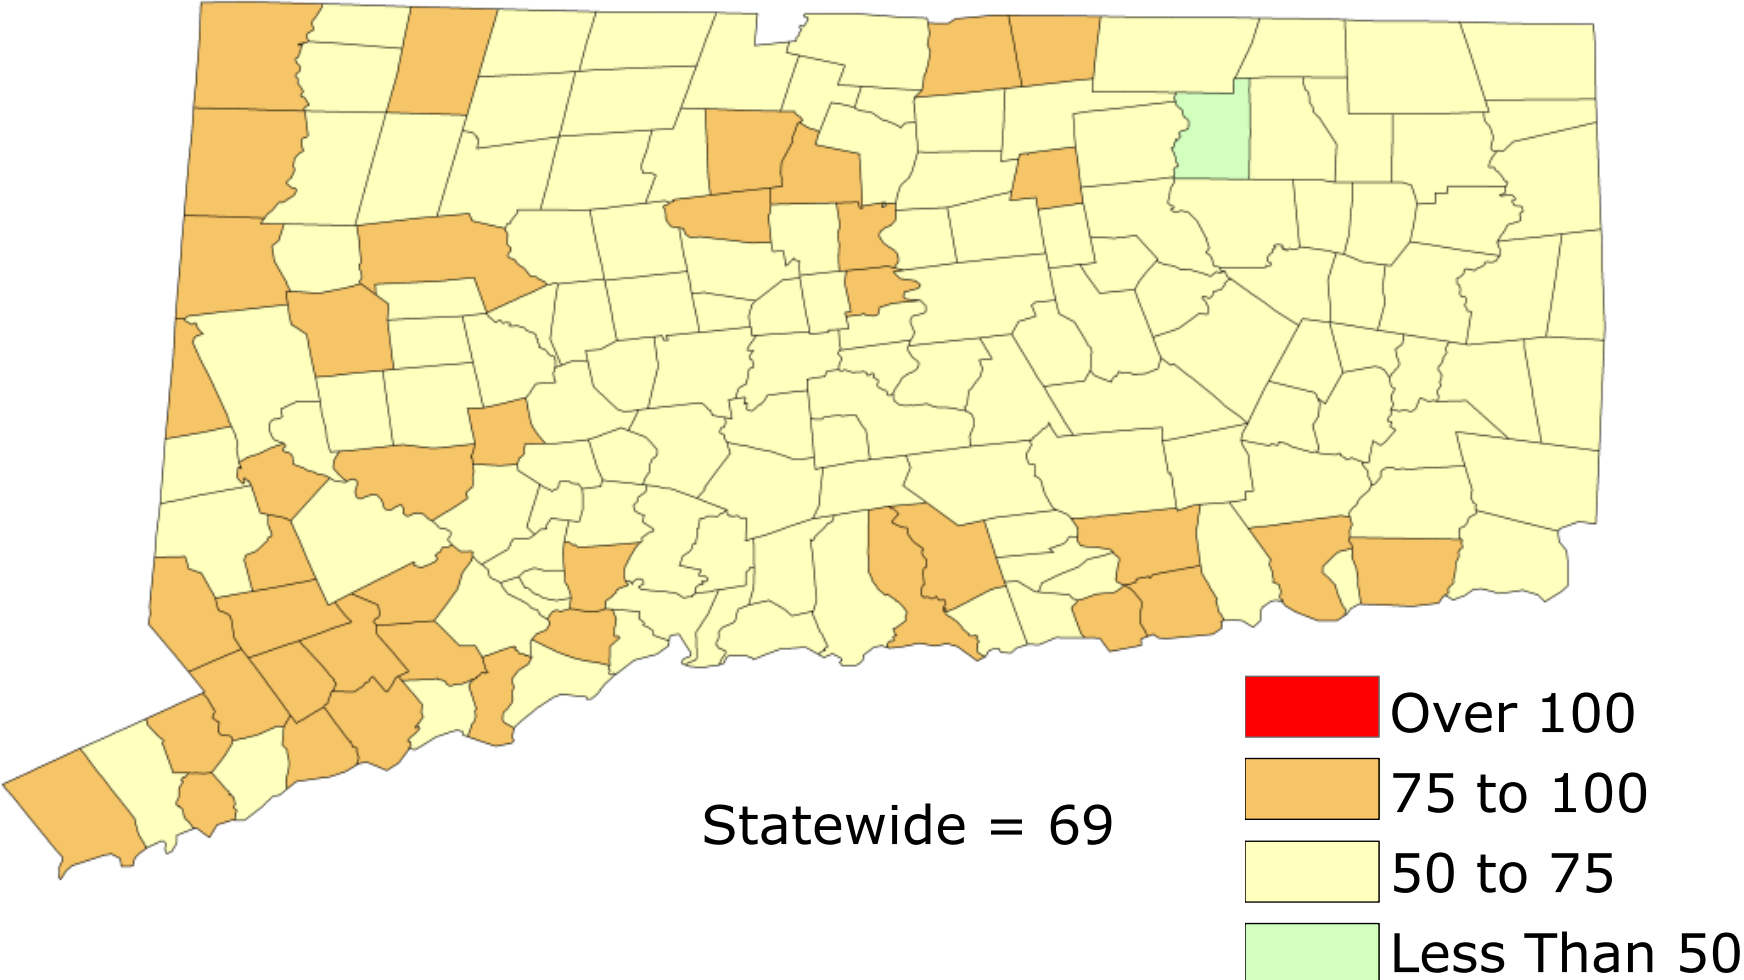 Over 100
75 to 100
Statewide = 69
50 to 75
Less Than 50